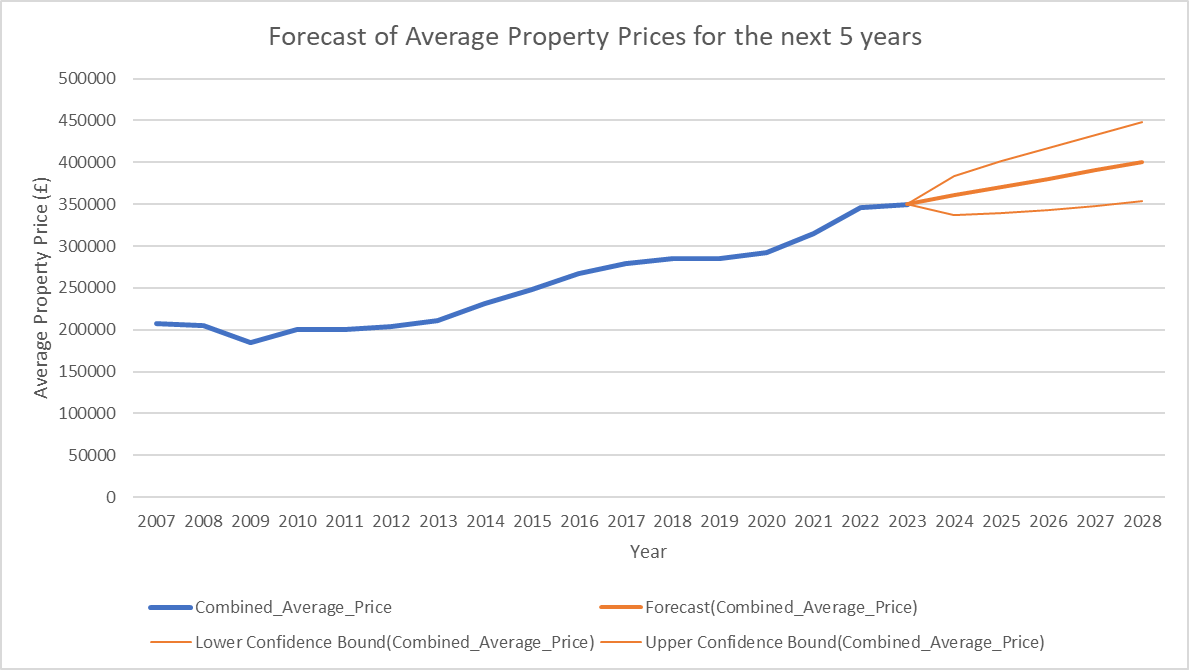 Forecast of Average Property Prices for the next 5 years
500000
450000
400000
350000
300000
250000
200000
150000
100000
50000
0
Average Property Price (£)
2007 2008 2009 2010 2011 2012 2013 2014 2015 2016 2017 2018 2019 2020 2021 2022 2023 2024 2025 2026 2027 2028
Year
Combined_Average_Price Forecast(Combined_Average_Price)
Lower Confidence Bound(Combined_Average_Price) Upper Confidence Bound(Combined_Average_Price)